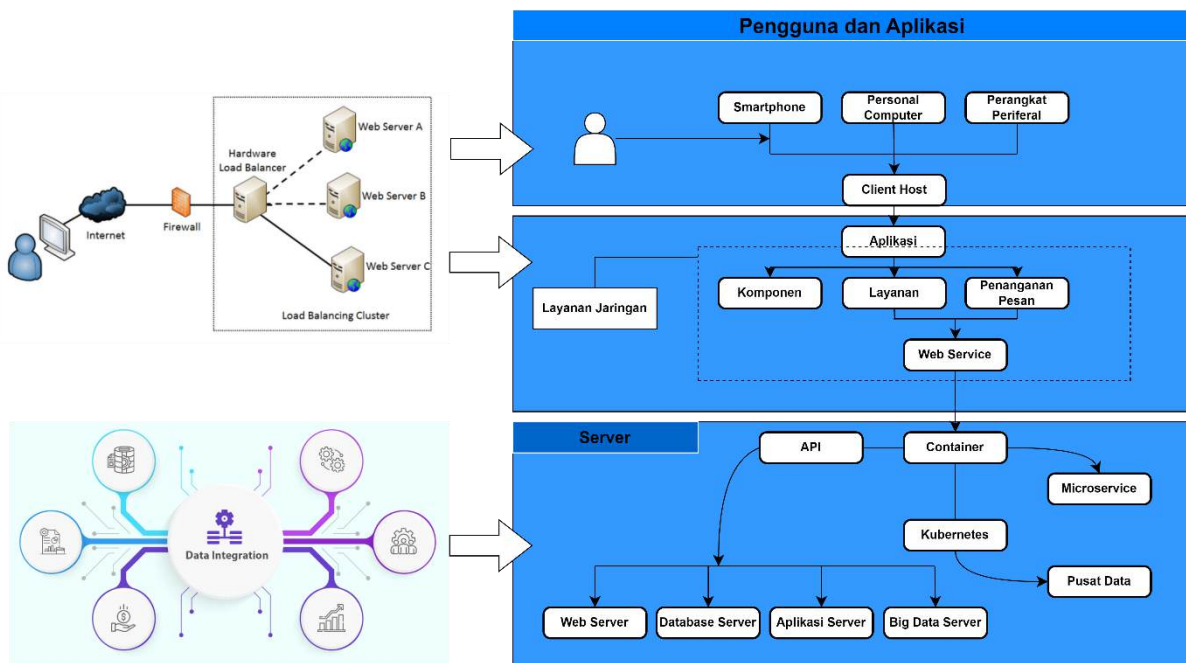 Pengguna dan Aplikasi
Smartphone
Personal
Computer
Perangkat
Periferal
Client Host
Web Server A
Hardware
Load Balancer
Web Server B
Internet
Firewall
Web Server C
Load Balancing Cluster
Aplikasi
Komponen
Layanan
Penanganan
Pesan
Layanan Jaringan
Web Service
Server
API
Container
Microservice
Kubernetes
Pusat Data
Web Server
Database Server
Aplikasi Server
Big Data Server
Data Integration